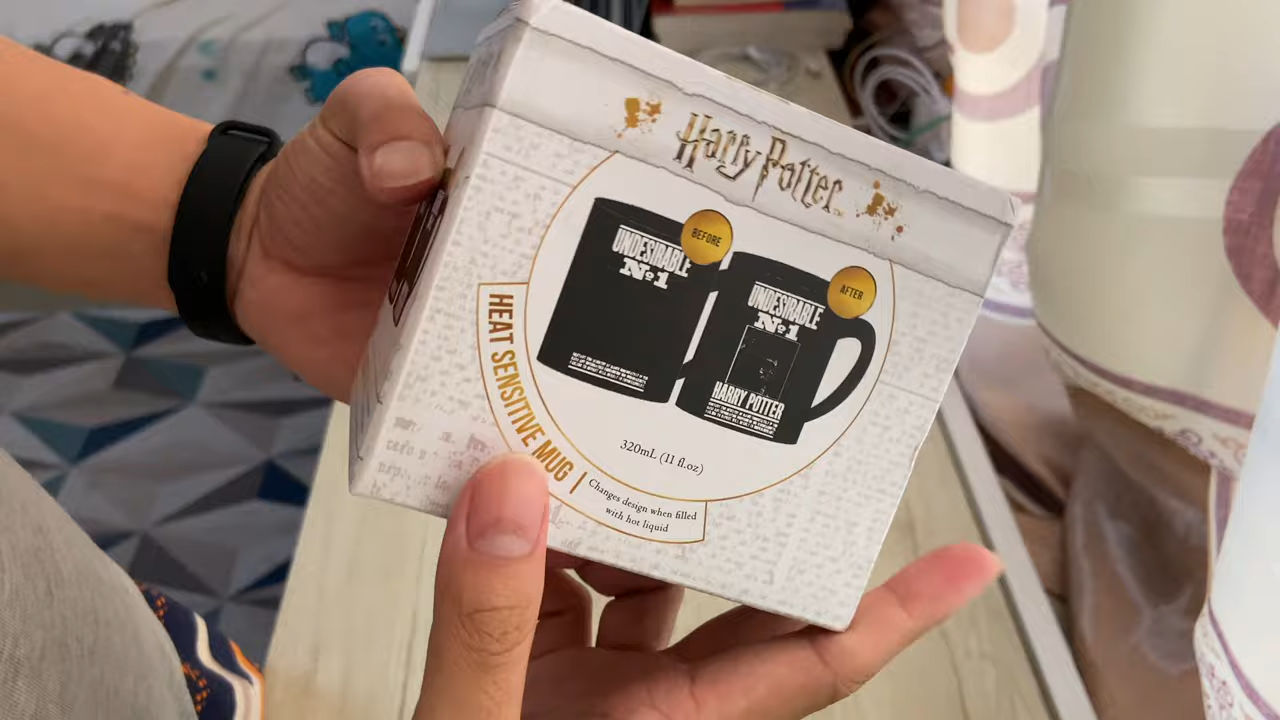 Harry Potter
BEFORE
UNDESIRABLE
Nº1
AFTER
UNDESIRABLE
Nº1
HARRY POTTER
320mL (11 fl.oz)
HEAT SENSITIVE MUG
Changes design when filled
with hot liquid